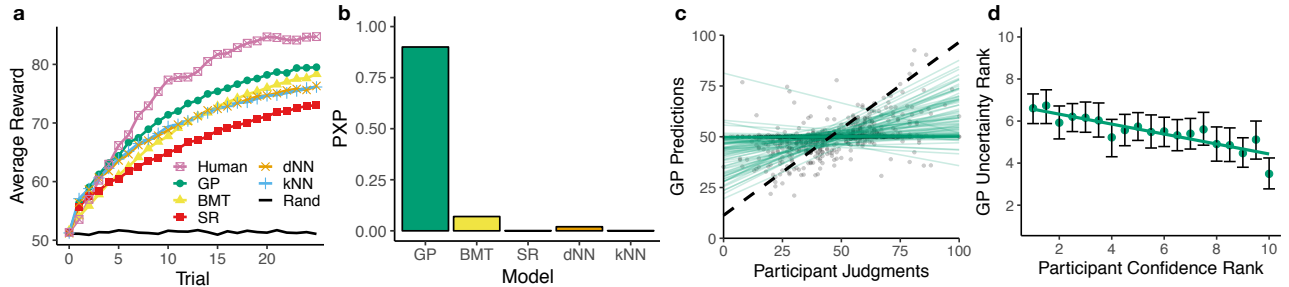 a
Average Reward
80
70
60
50
0
5
10
15
20
Trial
Human
GP
BMT
SR
dNN
kNN
Rand
b
PXP
1.00
0.75
0.50
0.25
0.00
GP
BMT
SR
dNN
kNN
Model
c
GP Predictions
100
75
50
25
0
0
25
50
75
100
Participant Judgments
d
GP Uncertainty Rank
10
8
6
4
2
2
4
6
8
10
Participant Confidence Rank